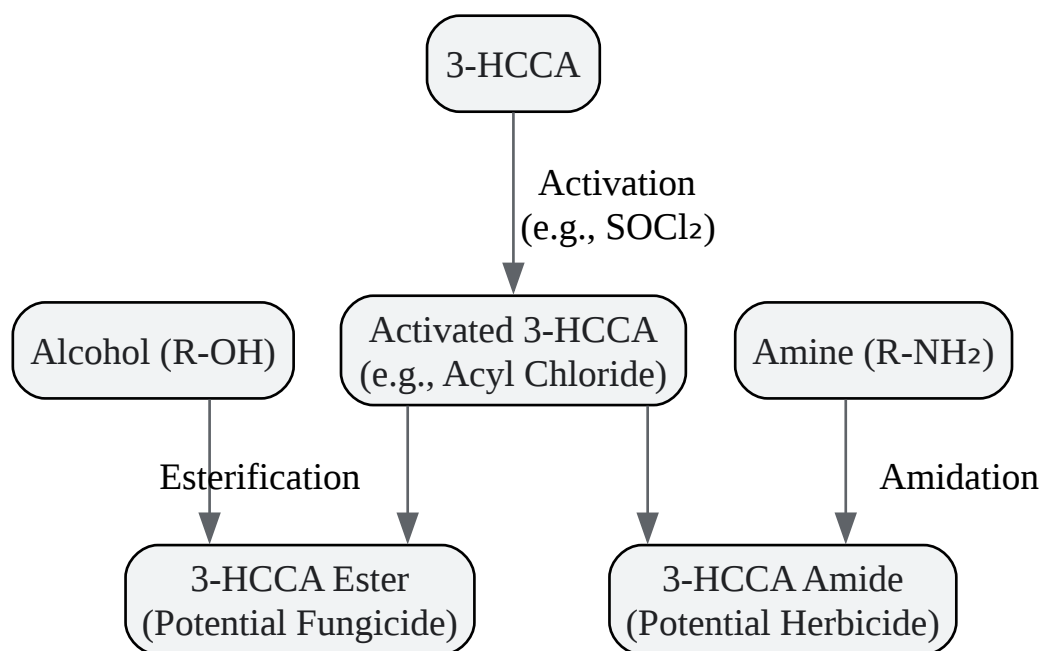 3-HCCA
Activation
(e.g., SOCl₂)
Alcohol (R-OH)
Activated 3-HCCA
(e.g., Acyl Chloride)
Amine (R-NH₂)
Esterification
Amidation
3-HCCA Ester
(Potential Fungicide)
3-HCCA Amide
(Potential Herbicide)